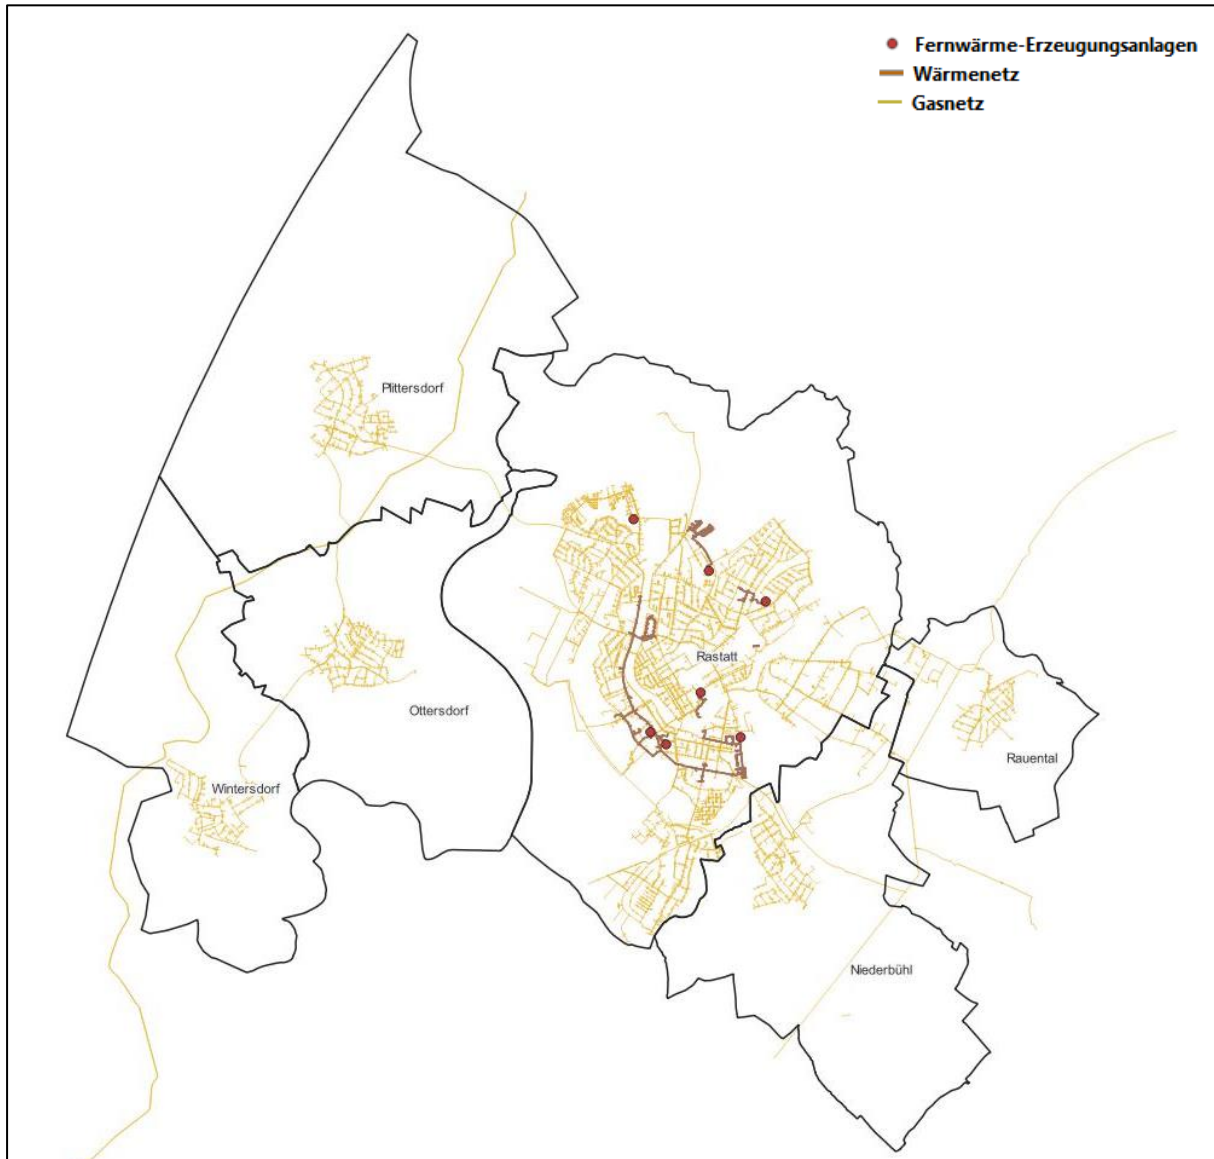 Fernwärme-Erzeugungsanlagen
Wärmenetz
Gasnetz
Plittersdorf
Rastatt
Ottersdorf
Rauental
Wintersdorf
Niederbühl